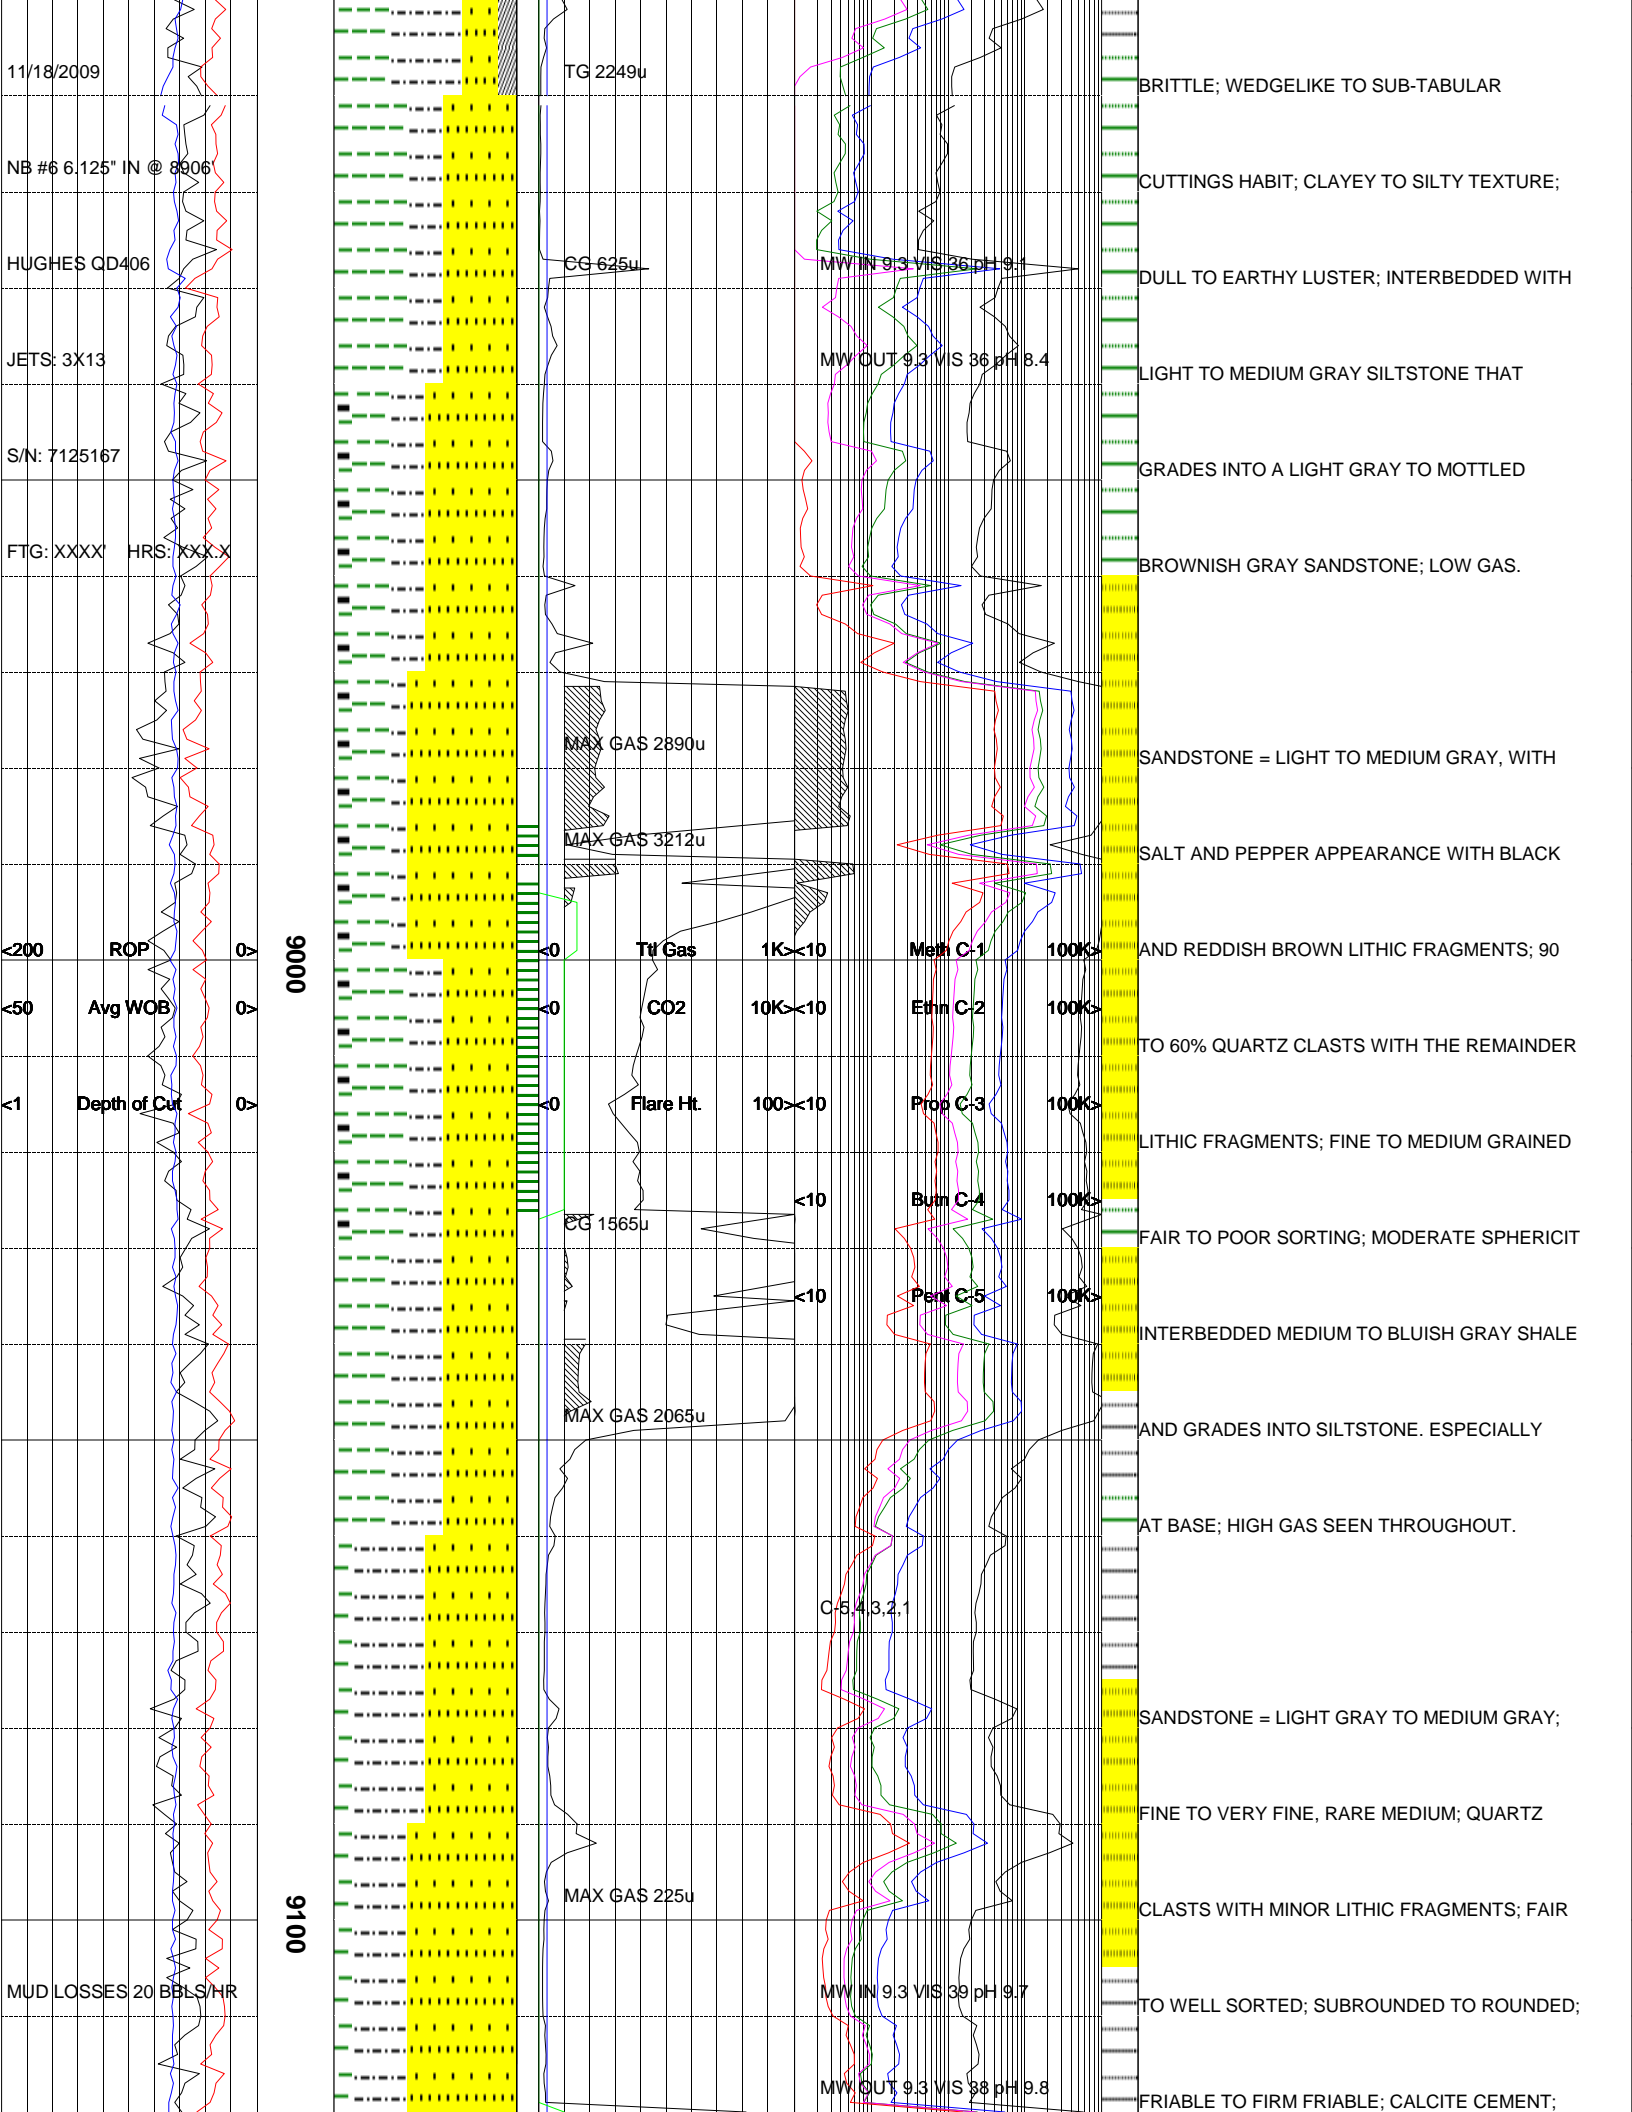 11/18/2009
TG 2249u
BRITTLE; WEDGELIKE TO SUB-TABULAR
NB #6 6.125" IN @ 8906'
CUTTINGS HABIT; CLAYEY TO SILTY TEXTURE;
HUGHES QD406
CG 625u
MW IN 9.3 VIS 36 pH 9.1
DULL TO EARTHY LUSTER; INTERBEDDED WITH
JETS: 3X13
MW OUT 9.3 VIS 36 pH 8.4
LIGHT TO MEDIUM GRAY SILTSTONE THAT
S/N: 7125167
GRADES INTO A LIGHT GRAY TO MOTTLED
FTG: XXXX' HRS: XXX.X
BROWNISH GRAY SANDSTONE; LOW GAS.
MAX GAS 2890u
SANDSTONE = LIGHT TO MEDIUM GRAY, WITH
MAX GAS 3212u
SALT AND PEPPER APPEARANCE WITH BLACK
<200 ROP 0>
9000
<0 Ttl Gas 1K>
<10 Meth C-1 100K>
AND REDDISH BROWN LITHIC FRAGMENTS; 90
<50 Avg WOB 0>
<0 CO2 10K>
<10 Ethn C-2 100K>
TO 60% QUARTZ CLASTS WITH THE REMAINDER
<1 Depth of Cut 0>
<0 Flare Ht. 100>
<10 Prop C-3 100K>
LITHIC FRAGMENTS; FINE TO MEDIUM GRAINED
<10 Butn C-4 100K>
CG 1565u
FAIR TO POOR SORTING; MODERATE SPHERICIT
<10 Pent C-5 100K>
INTERBEDDED MEDIUM TO BLUISH GRAY SHALE
MAX GAS 2065u
AND GRADES INTO SILTSTONE. ESPECIALLY
AT BASE; HIGH GAS SEEN THROUGHOUT.
C-5,4,3,2,1
SANDSTONE = LIGHT GRAY TO MEDIUM GRAY;
FINE TO VERY FINE, RARE MEDIUM; QUARTZ
MAX GAS 225u
9100
CLASTS WITH MINOR LITHIC FRAGMENTS; FAIR
MUD LOSSES 20 BBLS/HR
MW IN 9.3 VIS 39 pH 9.7
TO WELL SORTED; SUBROUNDED TO ROUNDED;
MW OUT 9.3 VIS 38 pH 9.8
FRIABLE TO FIRM FRIABLE; CALCITE CEMENT;